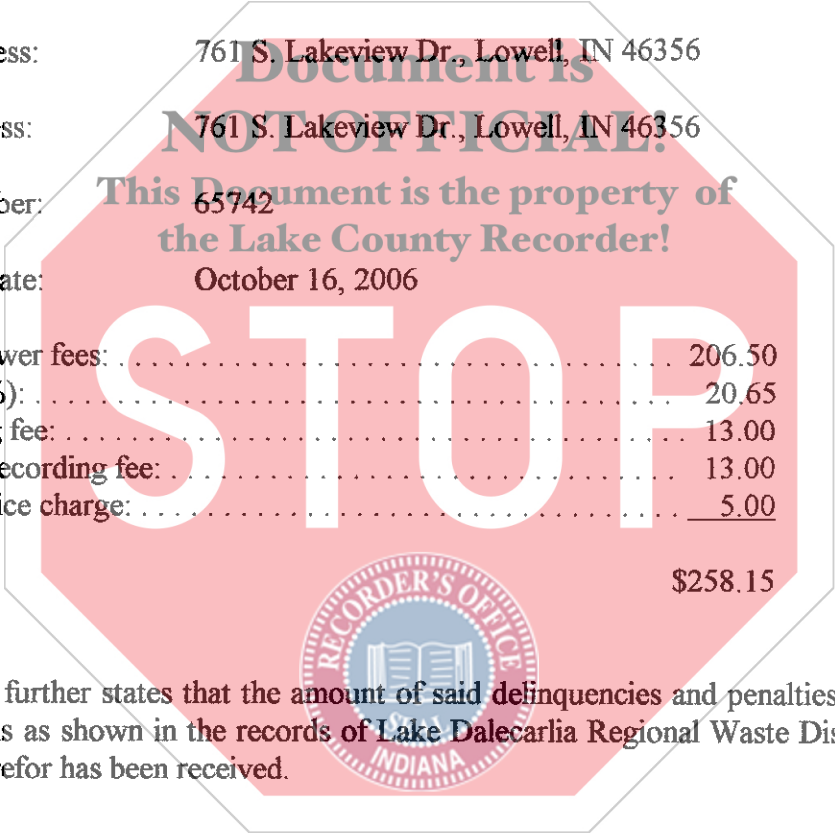 ess: 761 S. Lakeview Dr., Lowell, IN 46356
Document is
ss: 761 S. Lakeview Dr., Lowell, IN 46356
NOT OFFICIAL!
ber: 65742
This Document is the property of
the Lake County Recorder!
ate: October 16, 2006
STOP
wer fees: 206.50
): 20.65
fee: 13.00
ecording fee: 13.00
ice charge: 5.00
$258.15
RECORDER'S OFFICE
SEAL
INDIANA
further states that the amount of said delinquencies and penalties
s as shown in the records of Lake Dalecarlia Regional Waste Dis
efor has been received.